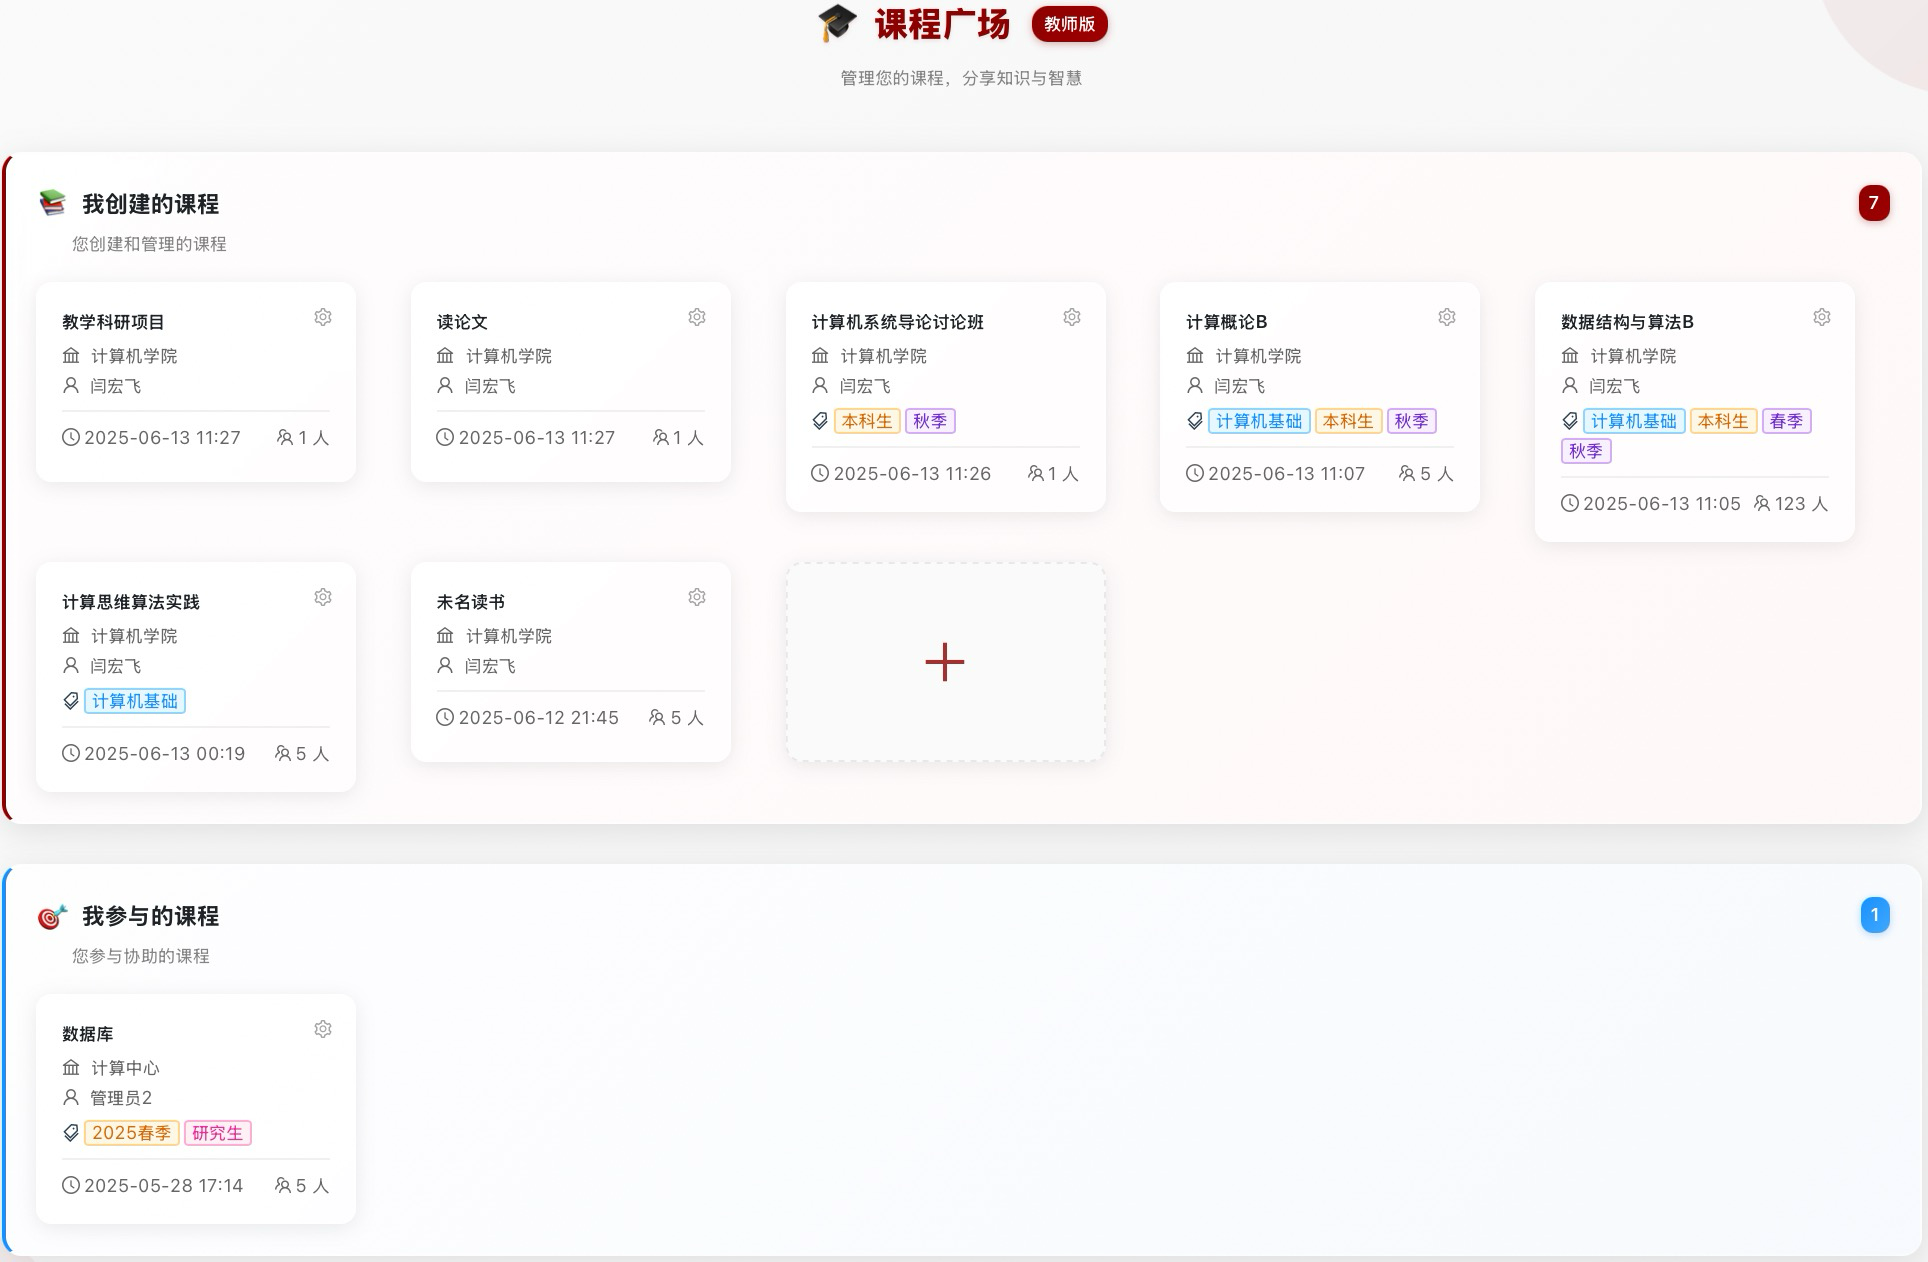 课程广场 教师版
管理您的课程，分享知识与智慧
我创建的课程
7
您创建和管理的课程
教学科研项目
计算机学院
闫宏飞
2025-06-13 11:27 1 人
读论文
计算机学院
闫宏飞
2025-06-13 11:27 1 人
计算机系统导论讨论班
计算机学院
闫宏飞
本科生 秋季
2025-06-13 11:26 1 人
计算概论B
计算机学院
闫宏飞
计算机基础 本科生 秋季
2025-06-13 11:07 5 人
数据结构与算法B
计算机学院
闫宏飞
计算机基础 本科生 春季
秋季
2025-06-13 11:05 123 人
计算思维算法实践
计算机学院
闫宏飞
计算机基础
2025-06-13 00:19 5 人
未名读书
计算机学院
闫宏飞
2025-06-12 21:45 5 人
我参与的课程
1
您参与协助的课程
数据库
计算中心
管理员2
2025春季 研究生
2025-05-28 17:14 5 人